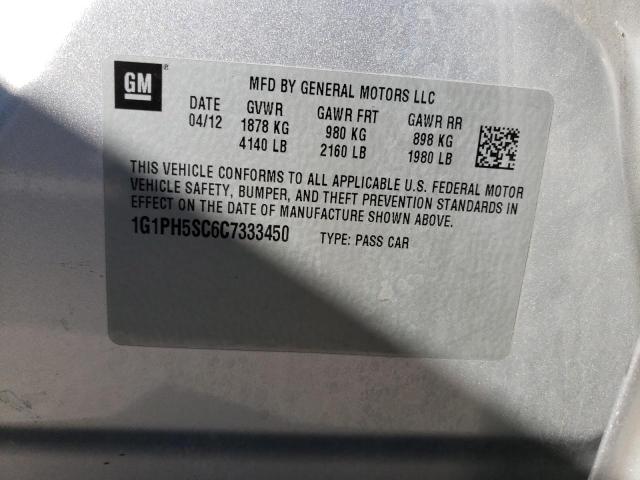 GM ®
MFD BY GENERAL MOTORS LLC
DATE GVWR GAWR FRT GAWR RR
04/12 1878 KG 980 KG 898 KG
4140 LB 2160 LB 1980 LB
THIS VEHICLE CONFORMS TO ALL APPLICABLE U.S. FEDERAL MOTOR
VEHICLE SAFETY, BUMPER, AND THEFT PREVENTION STANDARDS IN
EFFECT ON THE DATE OF MANUFACTURE SHOWN ABOVE.
1G1PH5SC6C7333450 TYPE: PASS CAR